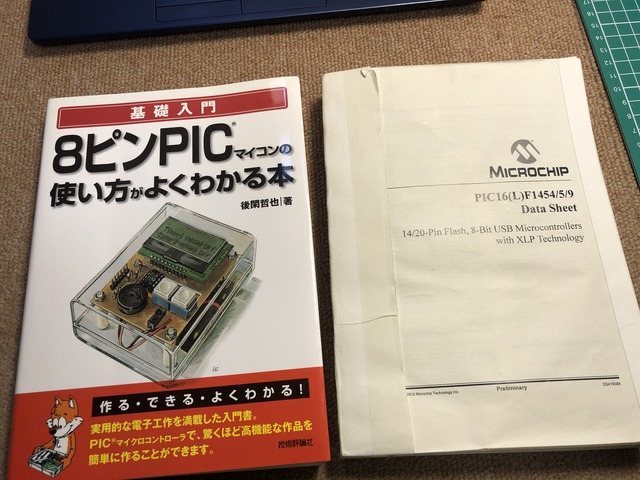 基礎入門
8ピンPIC®マイコンの
使い方がよくわかる本
後閑哲也 著
作る・できる・よくわかる!
実用的な電子工作を満載した入門書。
PIC®マイクロコントローラで、驚くほど高機能な作品を
簡単に作ることができます。
技術評論社
MICROCHIP
PIC16(L)F1454/5/9
Data Sheet
14/20-Pin Flash, 8-Bit USB Microcontrollers
with XLP Technology
2012 Microchip Technology Inc.
Preliminary